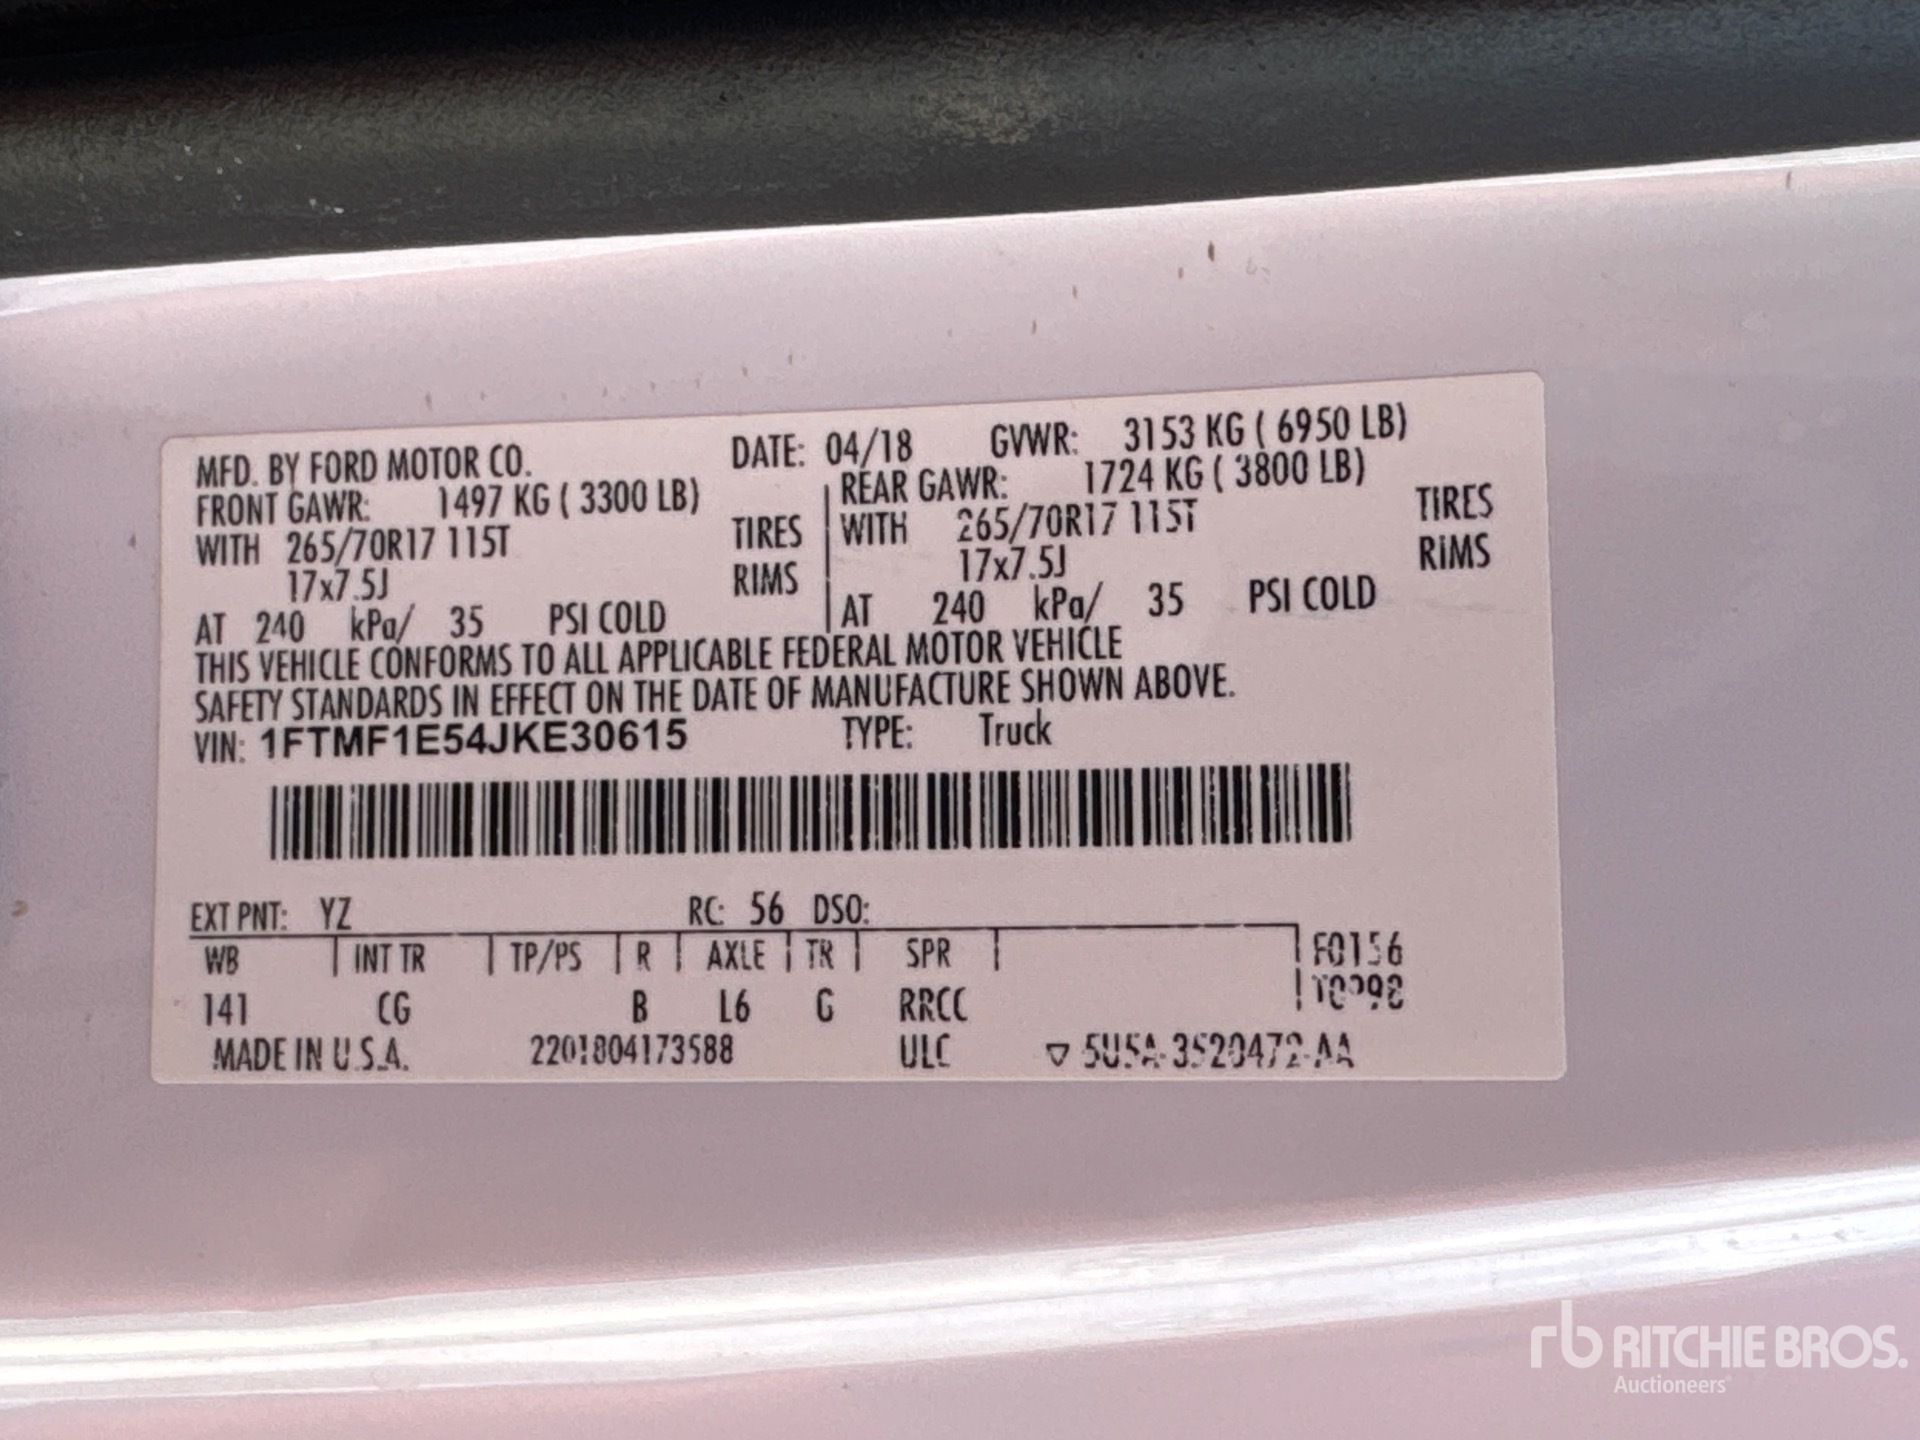 MFD. BY FORD MOTOR CO. DATE: 04/18 GVWR: 3153 KG ( 6950 LB)
FRONT GAWR: 1497 KG ( 3300 LB) REAR GAWR: 1724 KG ( 3800 LB)
WITH 265/70R17 115T TIRES WITH 265/70R17 115T TIRES
17x7.5J RIMS 17x7.5J RIMS
AT 240 kPa/ 35 PSI COLD AT 240 kPa/ 35 PSI COLD
THIS VEHICLE CONFORMS TO ALL APPLICABLE FEDERAL MOTOR VEHICLE
SAFETY STANDARDS IN EFFECT ON THE DATE OF MANUFACTURE SHOWN ABOVE.
VIN: 1FTMF1E54JKE30615 TYPE: Truck
EXT PNT: YZ RC: 56 DSO:
WB INT TR TP/PS R AXLE TR SPR F0156
141 CG B L6 G RRCC
MADE IN U.S.A. 2201804173588 ULC 5U5A-3520472-AA
rb RITCHIE BROS.
Auctioneers